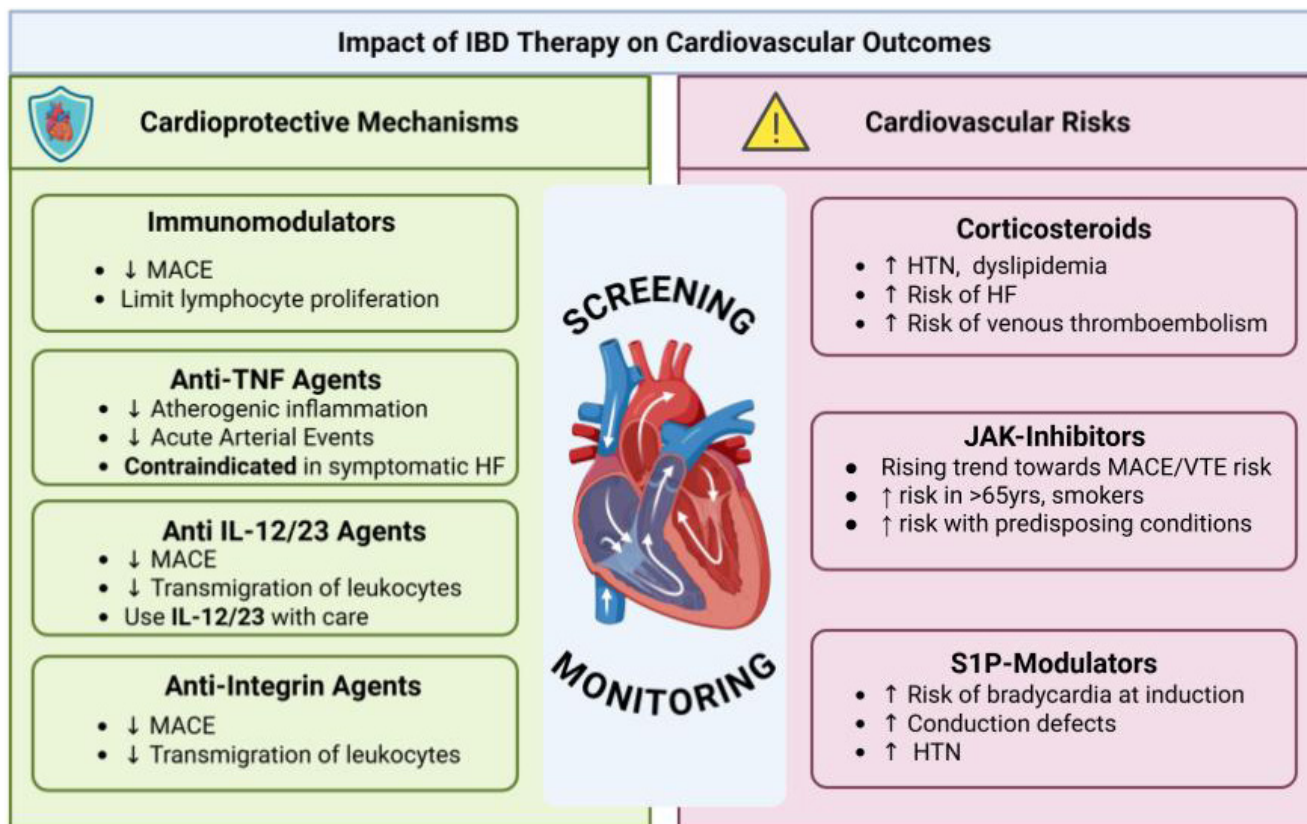 Impact of IBD Therapy on Cardiovascular Outcomes
Cardioprotective Mechanisms
Immunomodulators
• ↓ MACE
• Limit lymphocyte proliferation
Anti-TNF Agents
• ↓ Atherogenic inflammation
• ↓ Acute Arterial Events
• Contraindicated in symptomatic HF
Anti IL-12/23 Agents
• ↓ MACE
• ↓ Transmigration of leukocytes
• Use IL-12/23 with care
Anti-Integrin Agents
• ↓ MACE
• ↓ Transmigration of leukocytes
SCREENING
MONITORING
Cardiovascular Risks
Corticosteroids
• ↑ HTN, dyslipidemia
• ↑ Risk of HF
• ↑ Risk of venous thromboembolism
JAK-Inhibitors
● Rising trend towards MACE/VTE risk
● ↑ risk in >65yrs, smokers
● ↑ risk with predisposing conditions
S1P-Modulators
• ↑ Risk of bradycardia at induction
• ↑ Conduction defects
• ↑ HTN